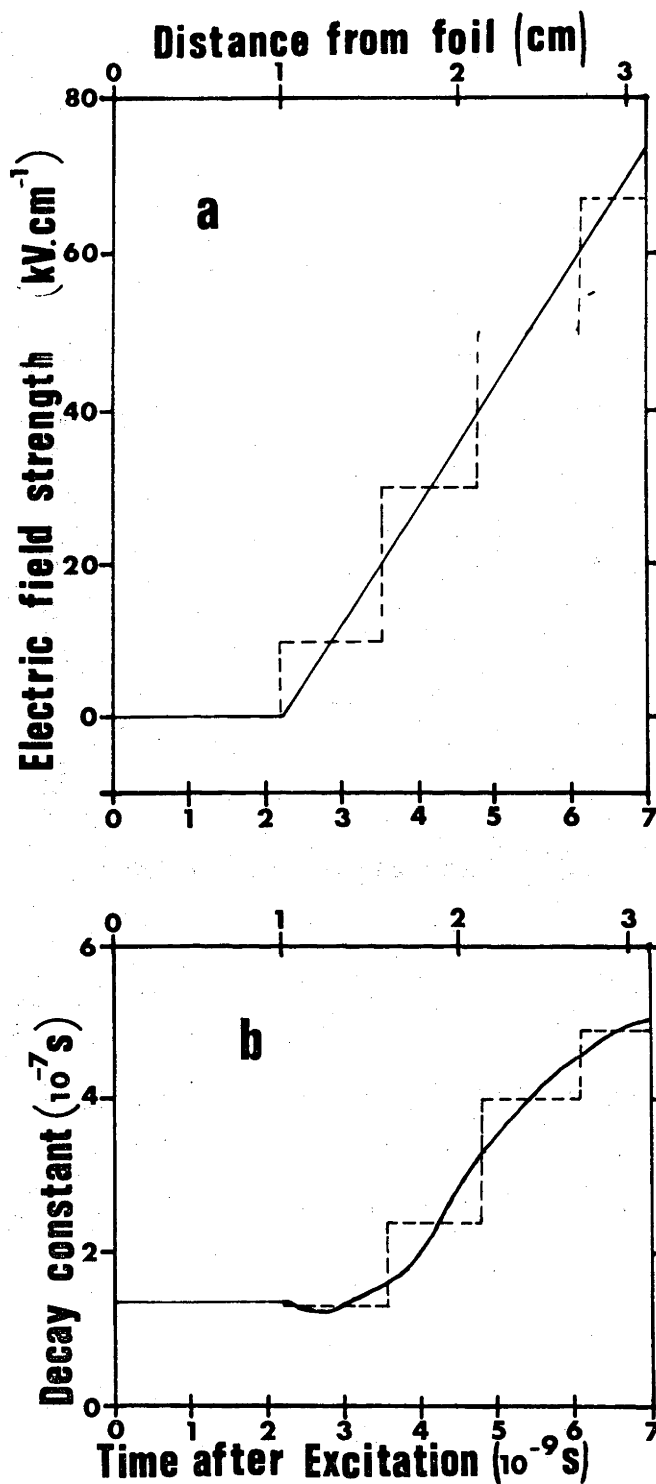 Distance from foil (cm)
0 1 2 3
80
60
40
20
0
Electric field strength (kV.cm⁻¹)
a
0 1 2 3 4 5 6 7
0 1 2 3
6
4
2
0
Decay constant (10⁻⁷s)
b
0 1 2 3 4 5 6 7
Time after Excitation (10⁻⁹s)